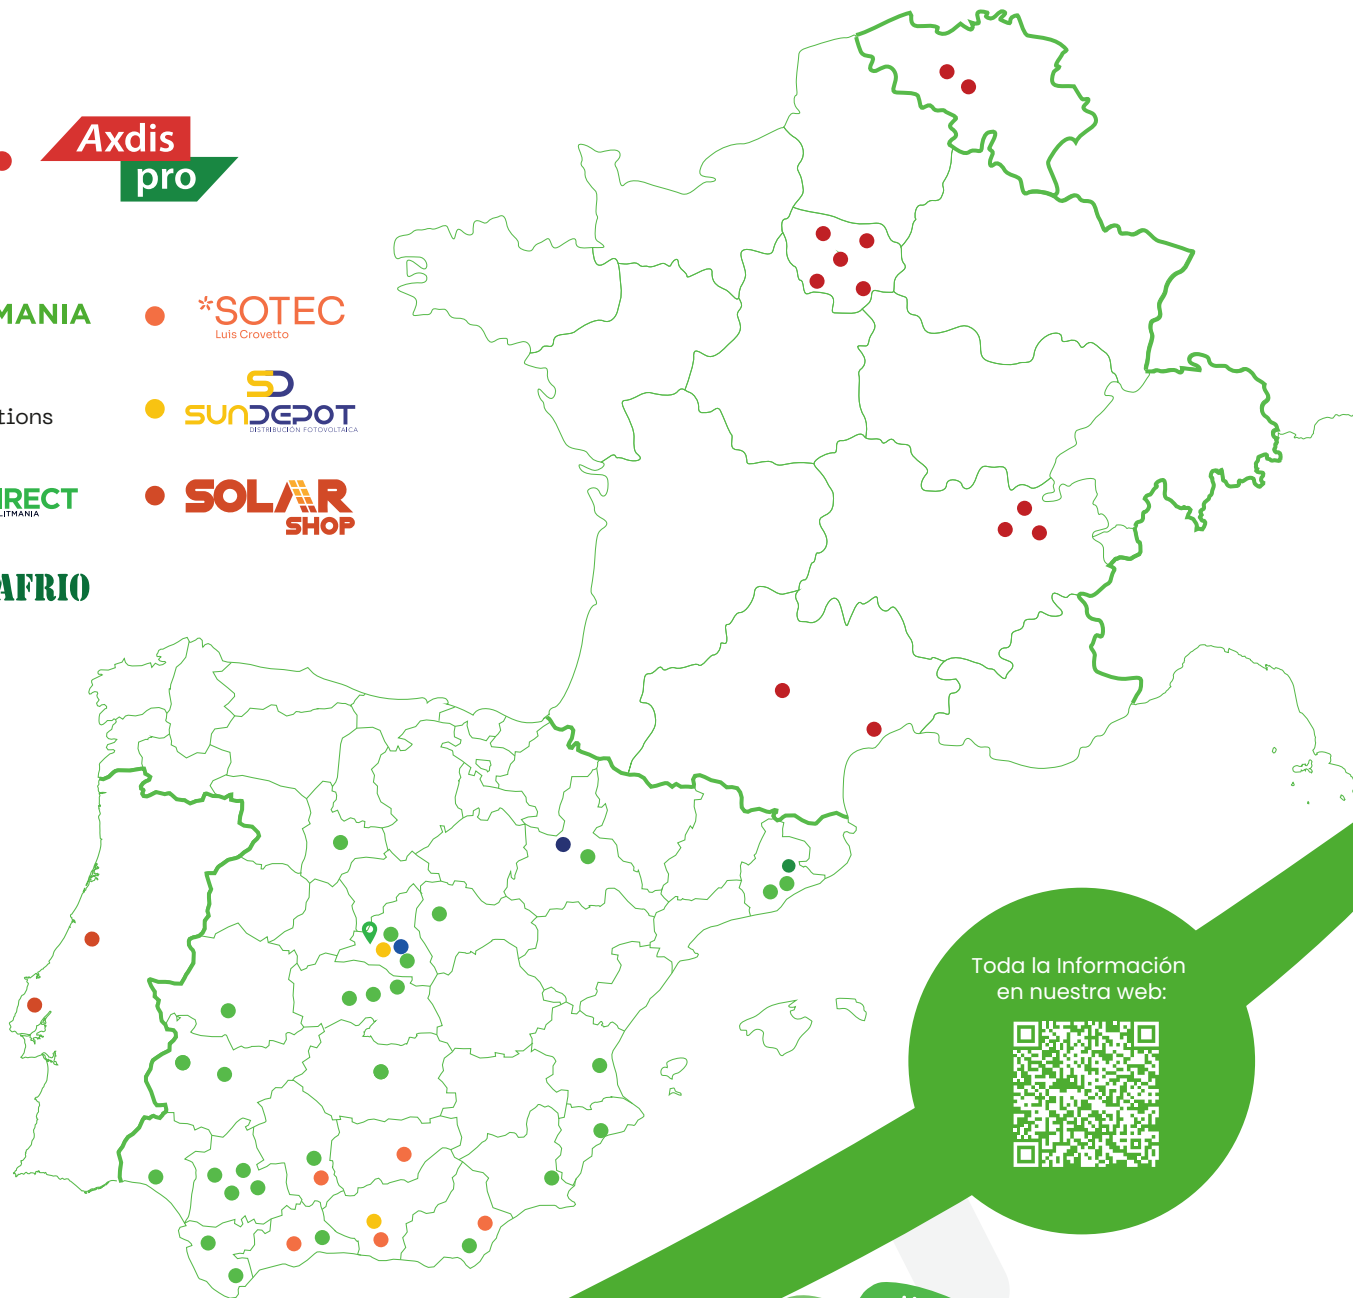 Axdis
pro
MANIA
*SOTEC
Luis Crovetto
SD
SUNDEPOT
DISTRIBUCIÓN FOTOVOLTAICA
tions
IRECT
LITMANIA
SOLAR
SHOP
AFRIO
Toda la Información
en nuestra web: